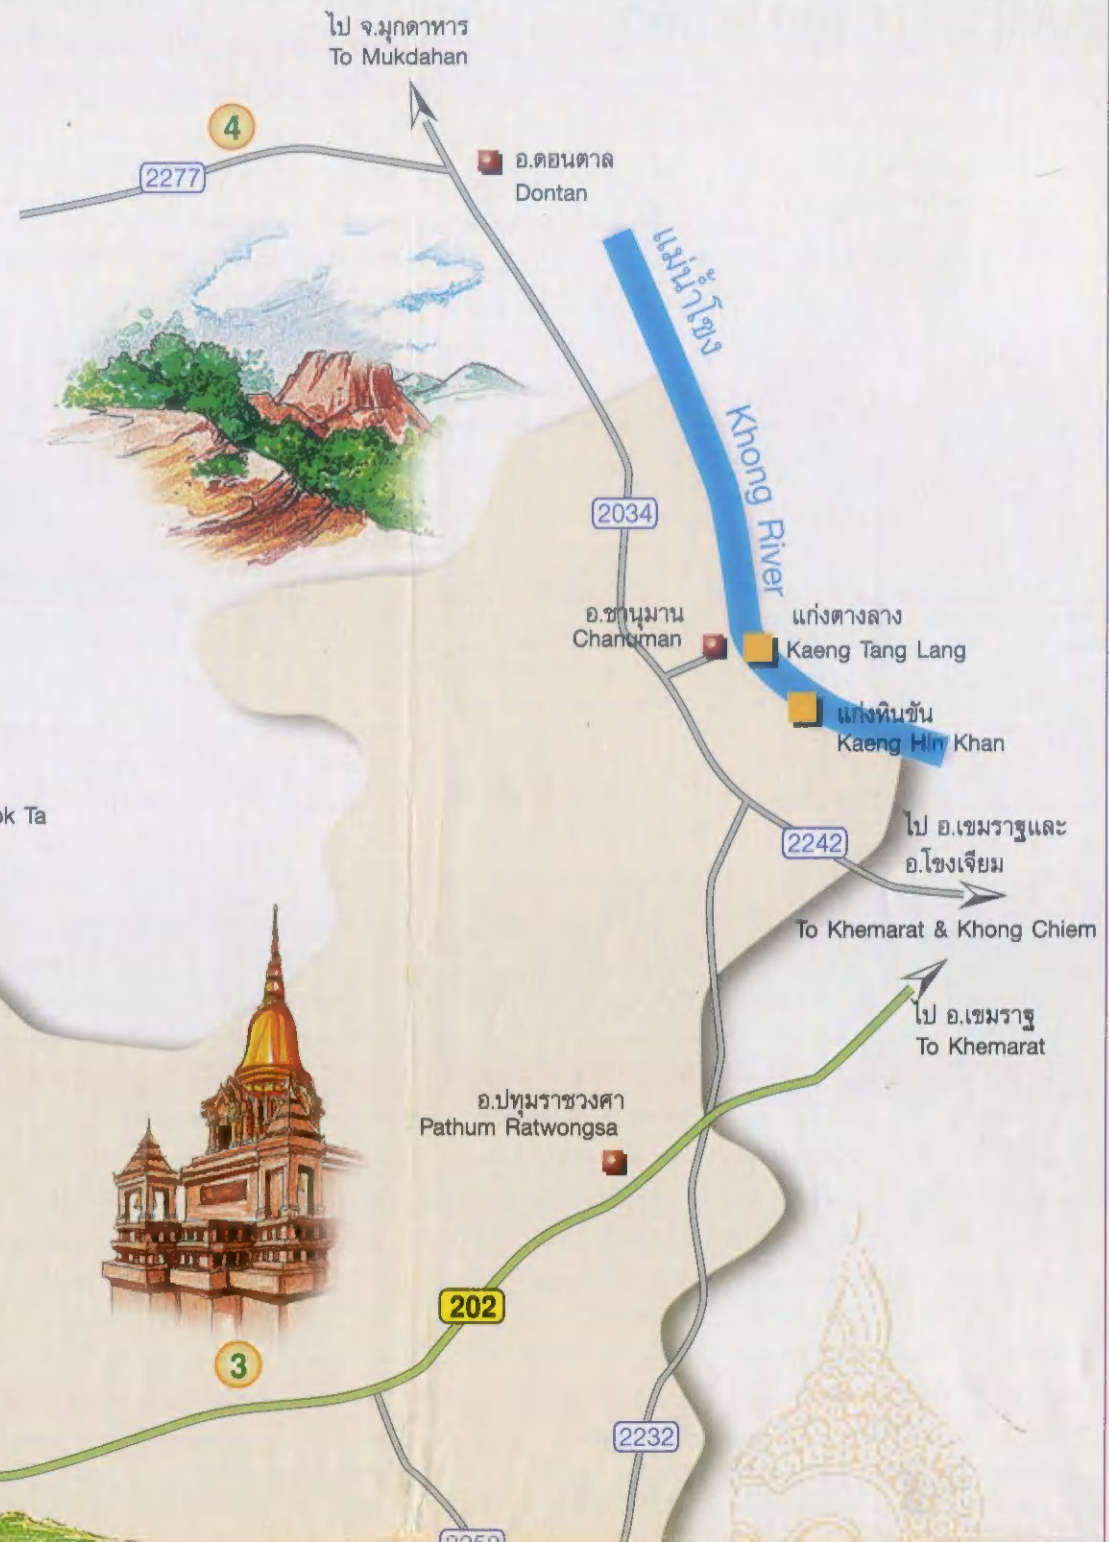 ไป จ.มุกดาหาร
To Mukdahan
4
2277
อ.ดอนตาล
Dontan
แม่น้ำโขง
Khong River
2034
อ.ชานุมาน
Chanuman
แก่งตางลาง
Kaeng Tang Lang
แก่งหินขัน
Kaeng Hin Khan
ok Ta
2242
ไป อ.เขมราฐและ
อ.โขงเจียม
To Khemarat & Khong Chiem
ไป อ.เขมราฐ
To Khemarat
อ.ปทุมราชวงศา
Pathum Ratwongsa
202
3
2232